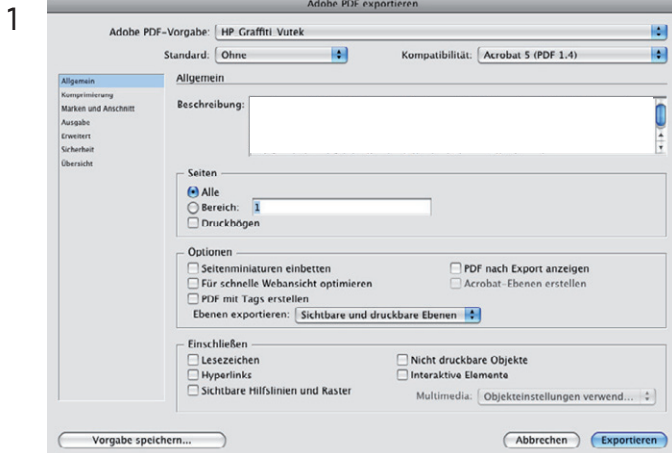 1
Adobe PDF exportieren
Adobe PDF-Vorgabe: HP Graffiti Vutek
Standard: Ohne Kompatibilität: Acrobat 5 (PDF 1.4)
Allgemein
Komprimierung
Marken und Anschnitt
Ausgabe
Erweitert
Sicherheit
Übersicht
Allgemein
Beschreibung:
Seiten
Alle
Bereich: 1
Druckbögen
Optionen
Seitenminiaturen einbetten
Für schnelle Webansicht optimieren
PDF mit Tags erstellen
PDF nach Export anzeigen
Acrobat-Ebenen erstellen
Ebenen exportieren: Sichtbare und druckbare Ebenen
Einschließen
Lesezeichen
Hyperlinks
Sichtbare Hilfslinien und Raster
Nicht druckbare Objekte
Interaktive Elemente
Multimedia: Objekteinstellungen verwend...
Vorgabe speichern... Abbrechen Exportieren